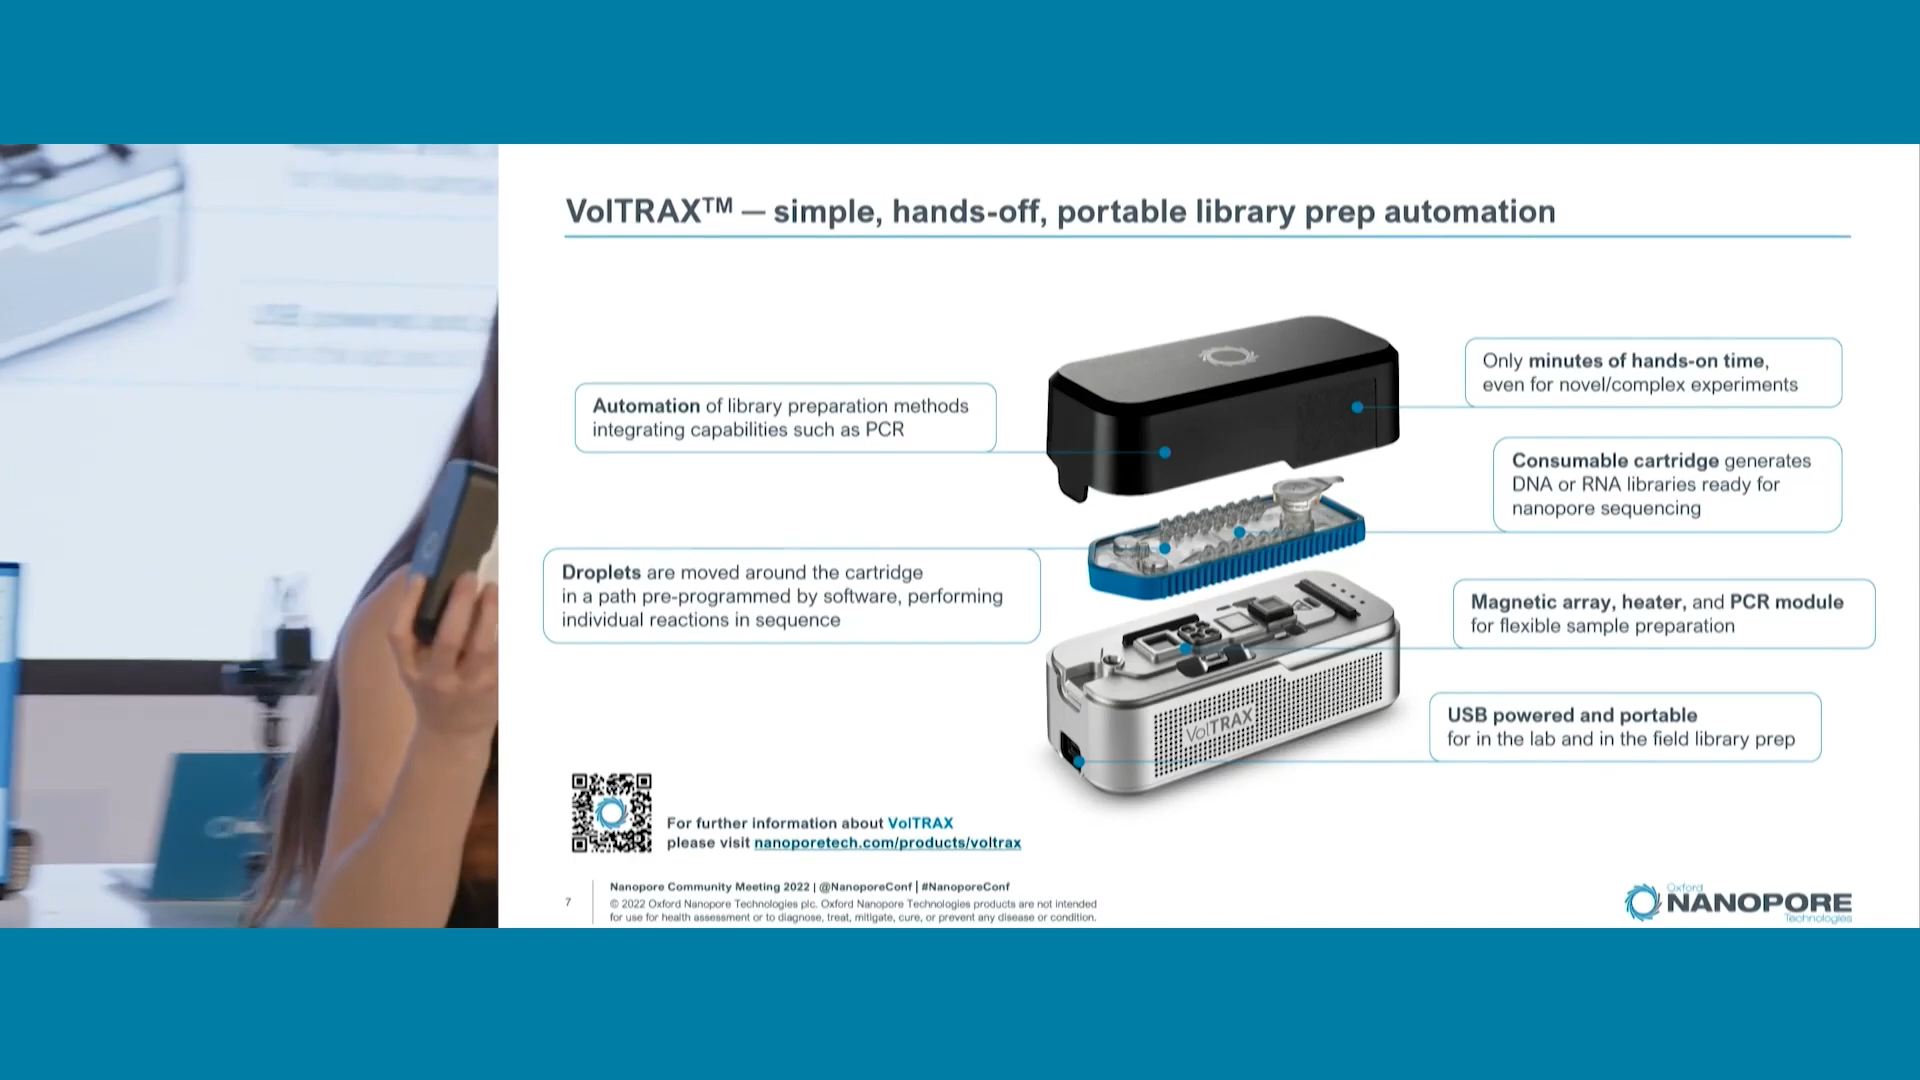 VolTRAX™ — simple, hands-off, portable library prep automation
Automation of library preparation methods
integrating capabilities such as PCR
Only minutes of hands-on time,
even for novel/complex experiments
Consumable cartridge generates
DNA or RNA libraries ready for
nanopore sequencing
Droplets are moved around the cartridge
in a path pre-programmed by software, performing
individual reactions in sequence
Magnetic array, heater, and PCR module
for flexible sample preparation
USB powered and portable
for in the lab and in the field library prep
VolTRAX
For further information about VolTRAX
please visit nanoporetech.com/products/voltrax
7
Nanopore Community Meeting 2022 | @NanoporeConf | #NanoporeConf
© 2022 Oxford Nanopore Technologies plc. Oxford Nanopore Technologies products are not intended
for use for health assessment or to diagnose, treat, mitigate, cure, or prevent any disease or condition.
Oxford
NANOPORE
Technologies